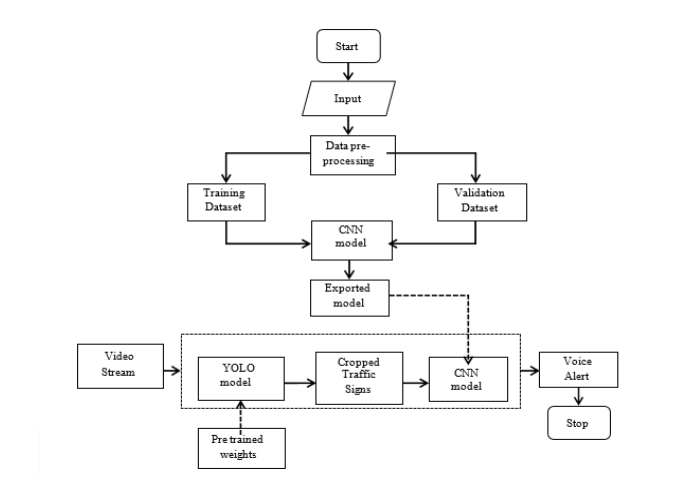 Start
Input
Data pre-
processing
Training
Dataset
Validation
Dataset
CNN
model
Exported
model
Video
Stream
YOLO
model
Cropped
Traffic
Signs
CNN
model
Voice
Alert
Stop
Pre trained
weights